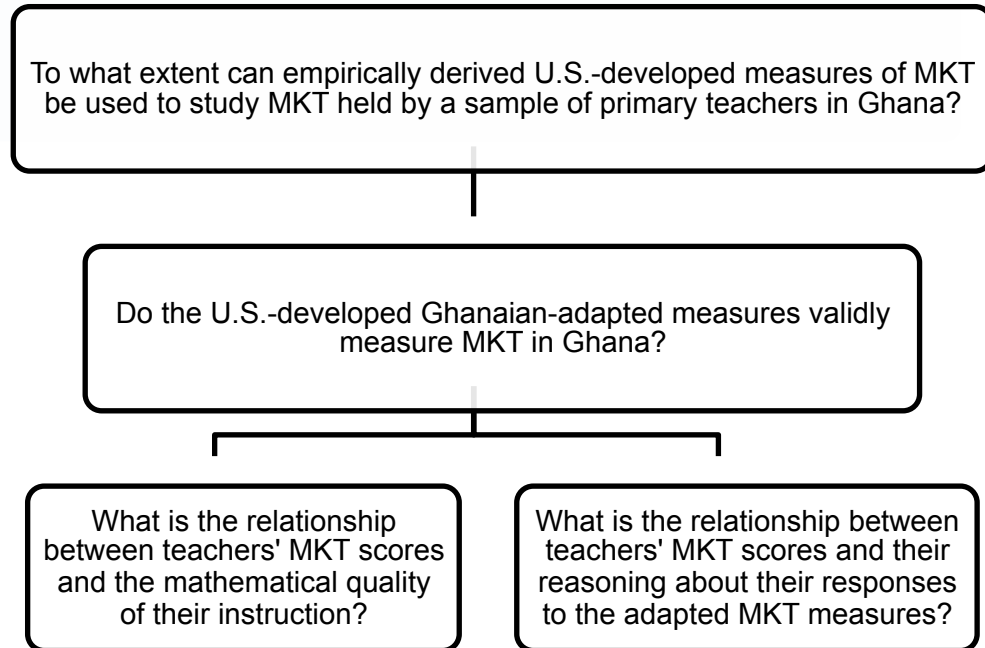 To what extent can empirically derived U.S.-developed measures of MKT
be used to study MKT held by a sample of primary teachers in Ghana?
Do the U.S.-developed Ghanaian-adapted measures validly
measure MKT in Ghana?
What is the relationship
between teachers' MKT scores
and the mathematical quality
of their instruction?
What is the relationship between
teachers' MKT scores and their
reasoning about their responses
to the adapted MKT measures?